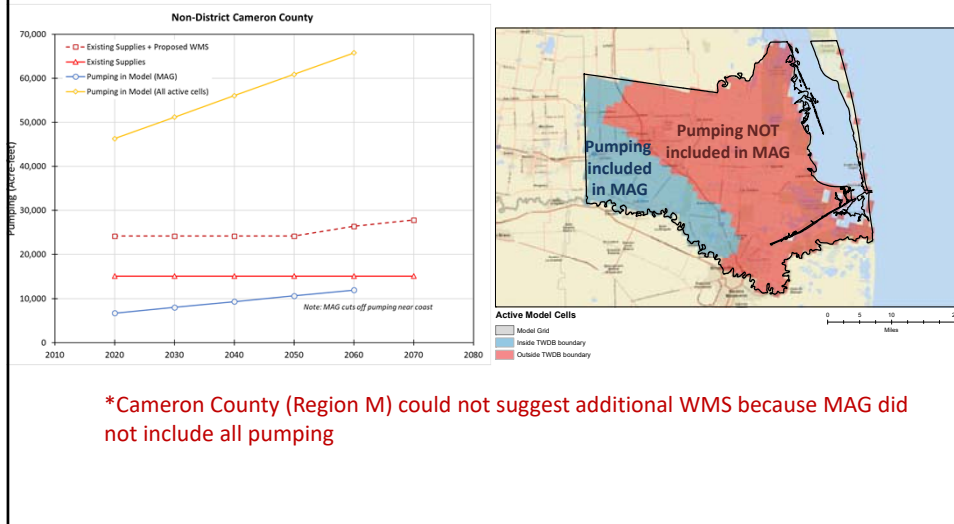 Non-District Cameron County
70,000
60,000
50,000
40,000
30,000
20,000
10,000
0
Pumping (Acre-feet)
Existing Supplies + Proposed WMS
Existing Supplies
Pumping in Model (MAG)
Pumping in Model (All active cells)
Note: MAG cuts off pumping near coast
2010
2020
2030
2040
2050
2060
2070
2080
Pumping NOT
included in MAG
Pumping
included
in MAG
Active Model Cells
Model Grid
Inside TWDB boundary
Outside TWDB boundary
0 5 10
Miles
*Cameron County (Region M) could not suggest additional WMS because MAG did
not include all pumping